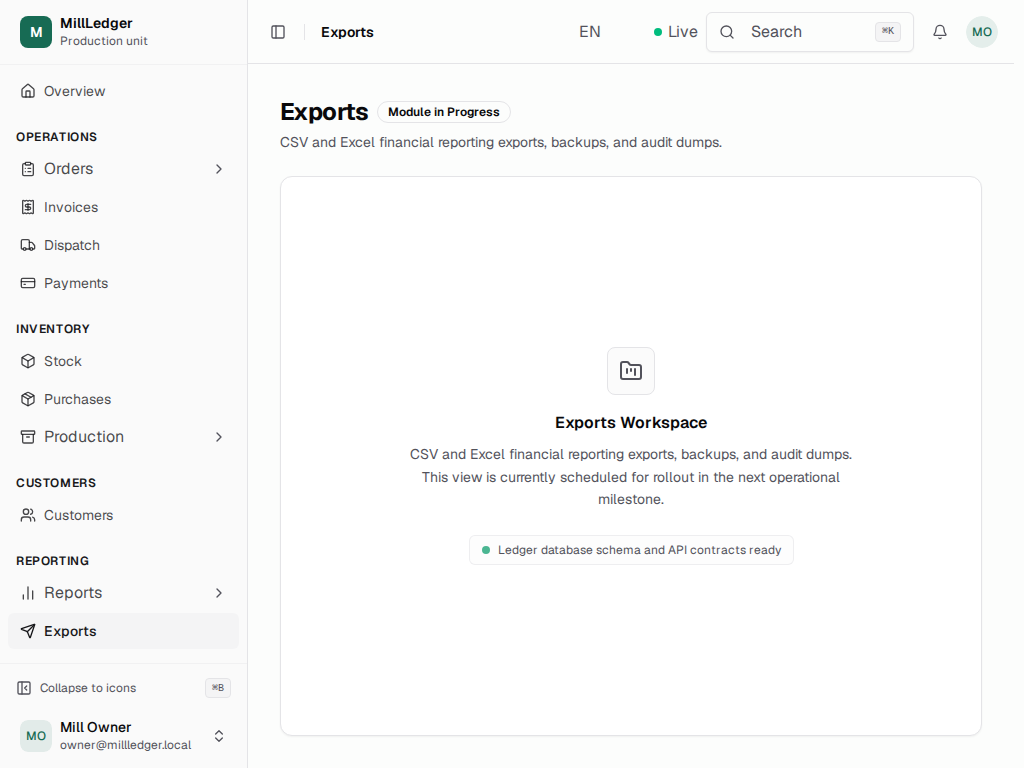 M
MillLedger
Production unit
Overview
OPERATIONS
Orders
Invoices
Dispatch
Payments
INVENTORY
Stock
Purchases
Production
CUSTOMERS
Customers
REPORTING
Reports
Exports
Collapse to icons ⌘B
MO
Mill Owner
owner@millledger.local
Exports EN Live Search ⌘K MO
Exports Module in Progress
CSV and Excel financial reporting exports, backups, and audit dumps.
Exports Workspace
CSV and Excel financial reporting exports, backups, and audit dumps.
This view is currently scheduled for rollout in the next operational
milestone.
Ledger database schema and API contracts ready